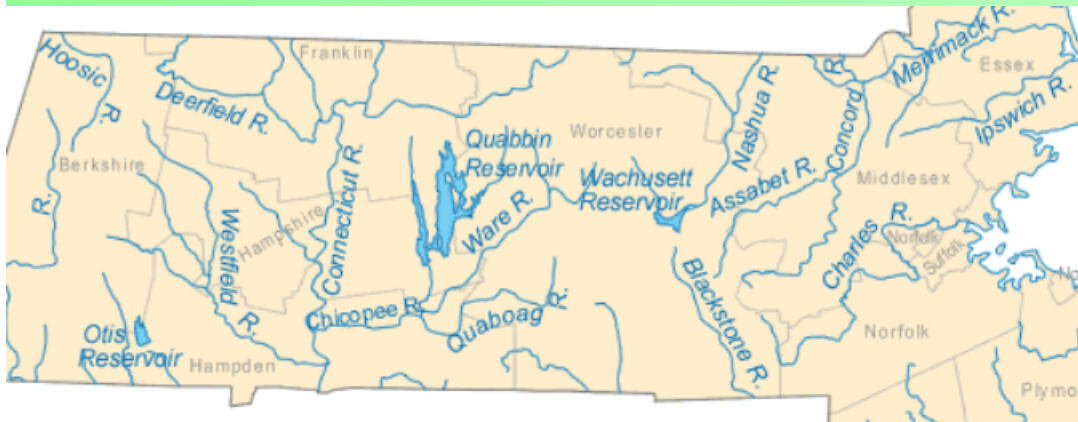 Hoosic
R.
Deerfield R.
Franklin
Berkshire
R.
Westfield
R.
Hampshire
Connecticut R.
Quabbin
Reservoir
Ware R.
Chicopee R.
Quaboag
R.
Otis
Reservoir
Hampden
Worcester
Wachusett
Reservoir
Nashua R.
Assabet R.
Concord
R.
Blackstone R.
Merrimack R.
Essex
Ipswich R.
Middlesex
Charles
R.
Norfolk
Suffolk
No
Norfolk
Plymo